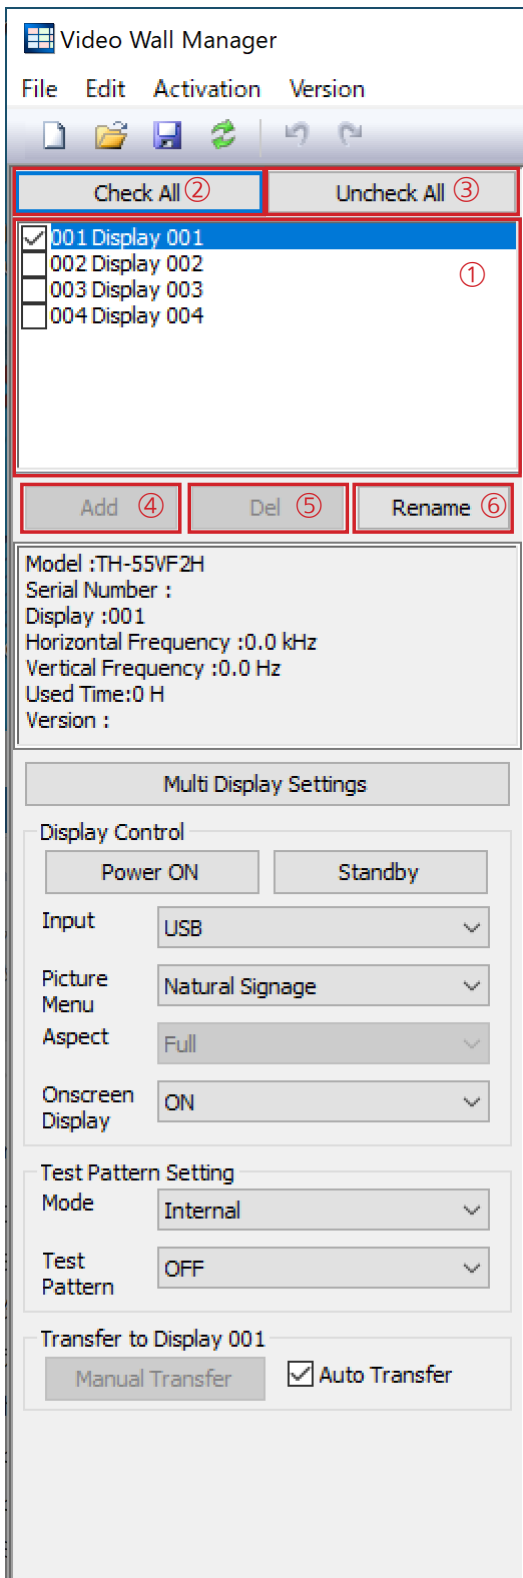 Video Wall Manager
File Edit Activation Version
Check All ② Uncheck All ③
001 Display 001
002 Display 002
①
003 Display 003
004 Display 004
Add ④ Del ⑤ Rename ⑥
Model :TH-55VF2H
Serial Number :
Display :001
Horizontal Frequency :0.0 kHz
Vertical Frequency :0.0 Hz
Used Time:0 H
Version :
Multi Display Settings
Display Control
Power ON Standby
Input USB
Picture Menu Natural Signage
Aspect Full
Onscreen Display ON
Test Pattern Setting
Mode Internal
Test Pattern OFF
Transfer to Display 001
Manual Transfer Auto Transfer